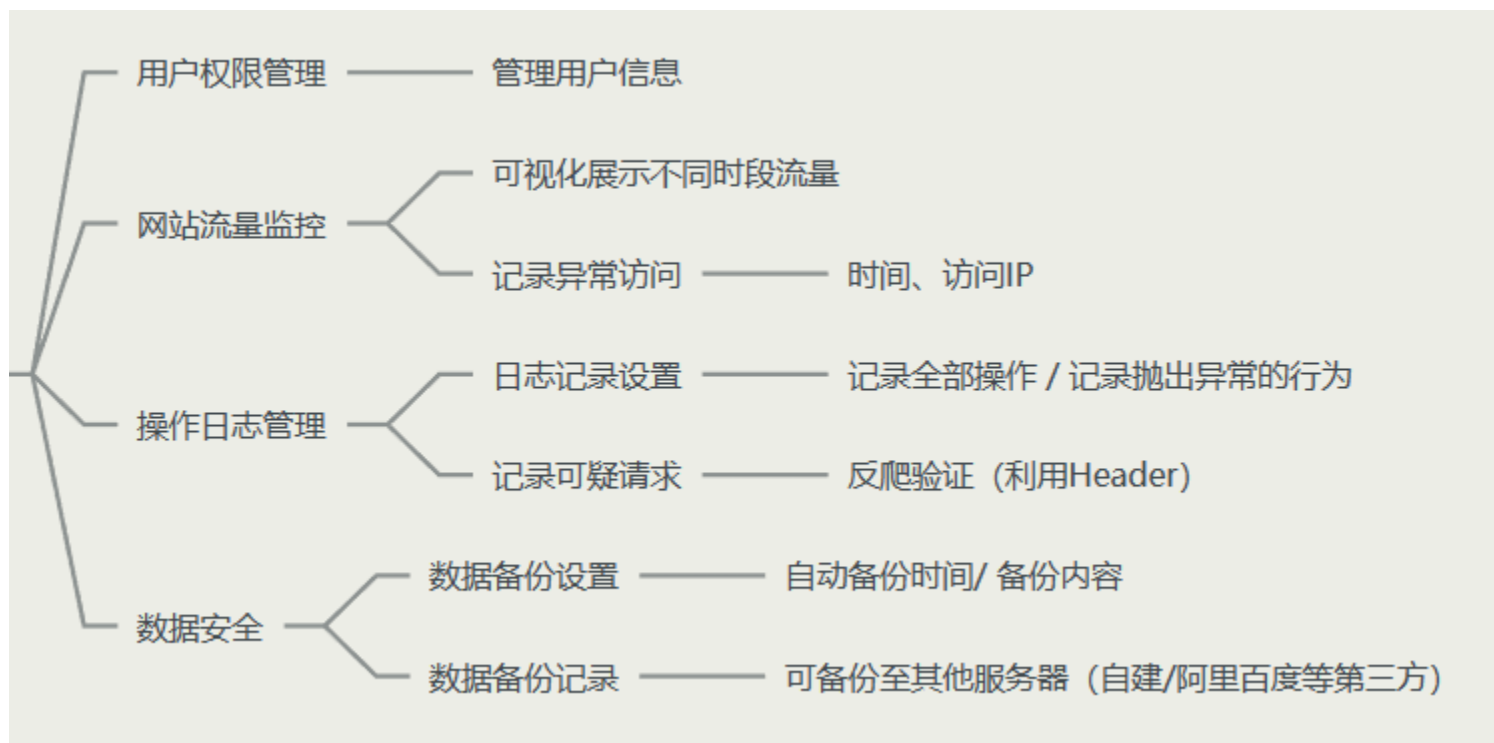 用户权限管理
管理用户信息
网站流量监控
可视化展示不同时段流量
记录异常访问
时间、访问IP
操作日志管理
日志记录设置
记录全部操作 / 记录抛出异常的行为
记录可疑请求
反爬验证（利用Header）
数据安全
数据备份设置
自动备份时间/ 备份内容
数据备份记录
可备份至其他服务器（自建/阿里百度等第三方）